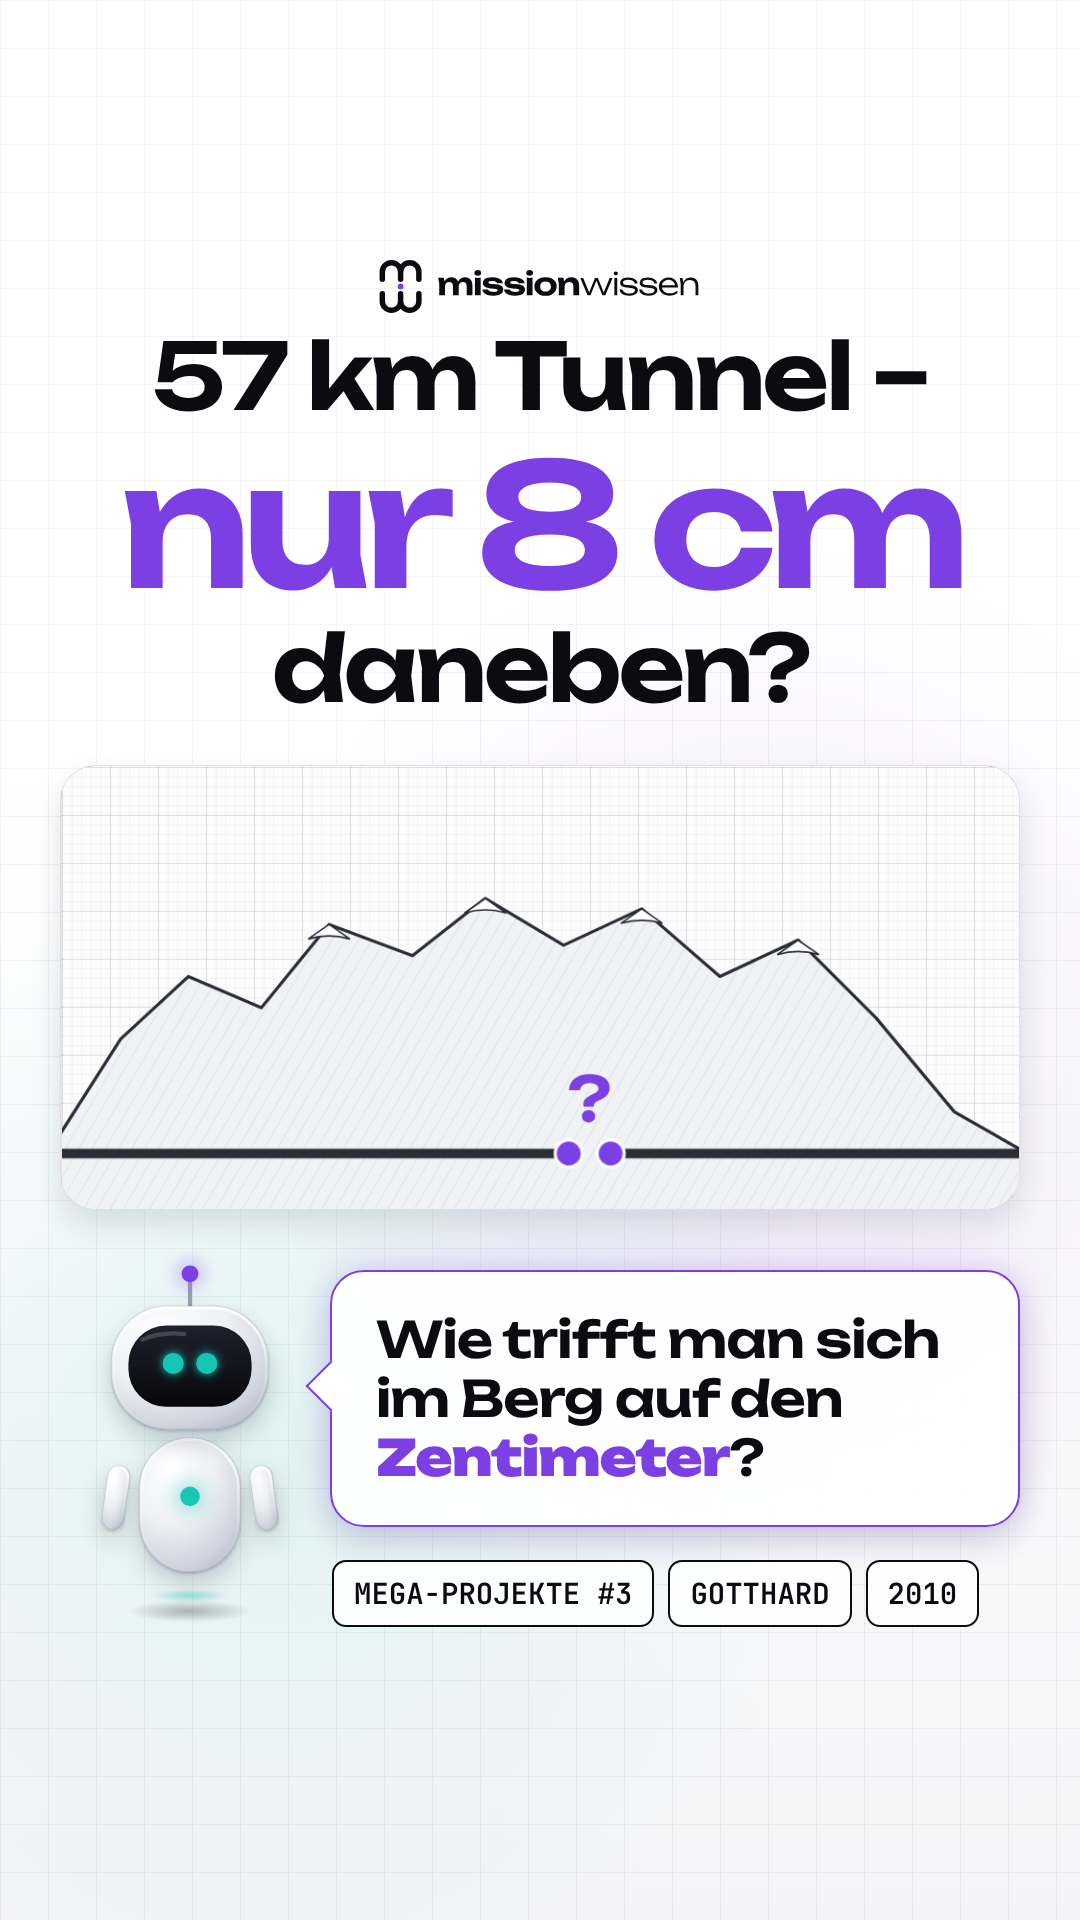 missionwissen
57 km Tunnel –
nur 8 cm
daneben?
?
Wie trifft man sich
im Berg auf den
Zentimeter?
MEGA-PROJEKTE #3 GOTTHARD 2010